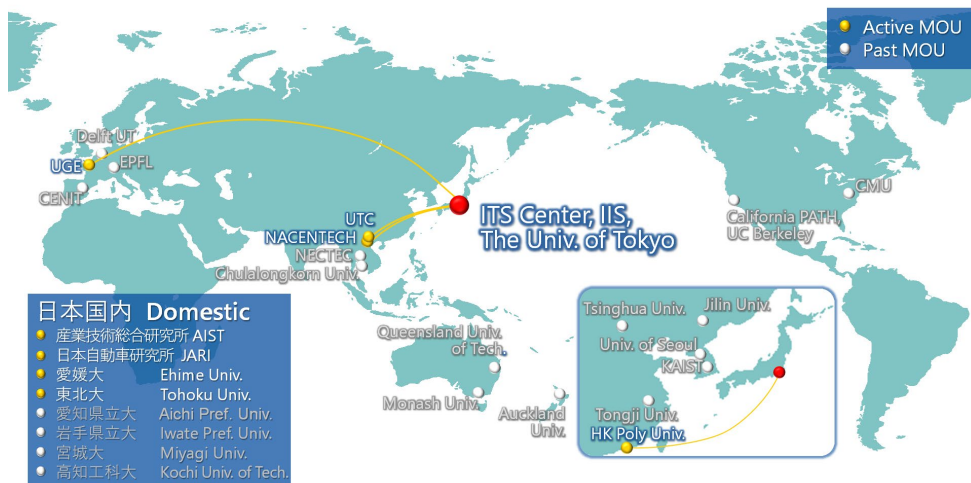 Active MOU
Past MOU
Delft UT
UGE
EPFL
CENIT
CMU
UTC
NACENTECH
ITS Center, IIS,
The Univ. of Tokyo
California PATH,
UC Berkeley
NECTEC
Chulalongkorn Univ.
日本国内 Domestic
産業技術総合研究所 AIST
日本自動車研究所 JARI
愛媛大 Ehime Univ.
東北大 Tohoku Univ.
愛知県立大 Aichi Pref. Univ.
岩手県立大 Iwate Pref. Univ.
宮城大 Miyagi Univ.
高知工科大 Kochi Univ. of Tech.
Queensland Univ.
of Tech.
Monash Univ.
Auckland
Univ.
Tsinghua Univ.
Jilin Univ.
Univ. of Seoul
KAIST
Tongji Univ.
HK Poly Univ.